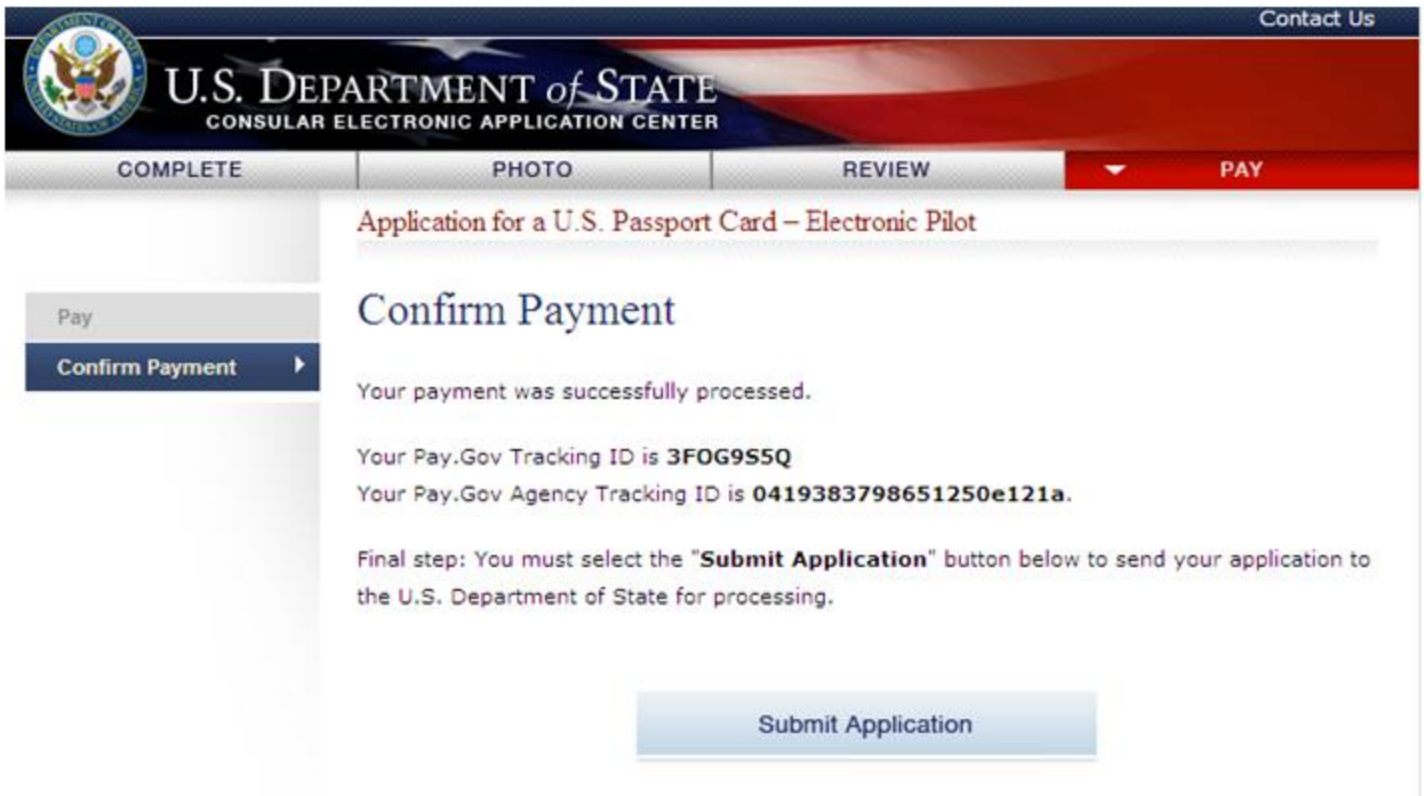 Contact Us
U.S. DEPARTMENT of STATE
CONSULAR ELECTRONIC APPLICATION CENTER
COMPLETE PHOTO REVIEW PAY
Application for a U.S. Passport Card – Electronic Pilot
Pay
Confirm Payment
Confirm Payment
Your payment was successfully processed.
Your Pay.Gov Tracking ID is 3FOG9S5Q
Your Pay.Gov Agency Tracking ID is 0419383798651250e121a.
Final step: You must select the "Submit Application" button below to send your application to
the U.S. Department of State for processing.
Submit Application